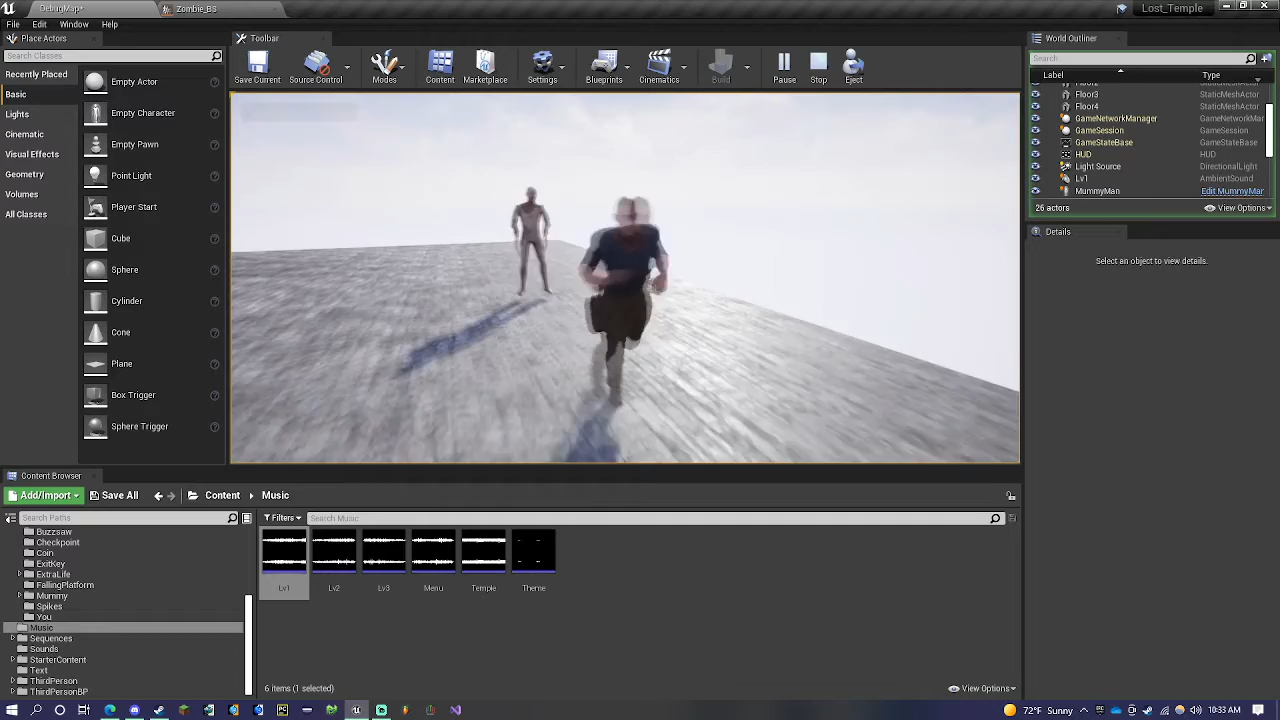 DebugMap*
Zombie_BS
Lost_Temple
File Edit Window Help
Place Actors
Toolbar
World Outliner
Search Classes
Recently Placed
Basic
Lights
Cinematic
Visual Effects
Geometry
Volumes
All Classes
Empty Actor
Empty Character
Empty Pawn
Point Light
Player Start
Cube
Sphere
Cylinder
Cone
Plane
Box Trigger
Sphere Trigger
Save Current
Source Control
Modes
Content
Marketplace
Settings
Blueprints
Cinematics
Build
Pause
Stop
Eject
Search
Label Type
Floor3 StaticMeshActor
Floor4 StaticMeshActor
GameNetworkManager GameNetworkMar
GameSession GameSession
GameStateBase GameStateBase
HUD HUD
Light Source DirectionalLight
Lv1 AmbientSound
MummyMan Edit MummyMar
26 actors View Options
Details
Select an object to view details.
Content Browser
Add/Import Save All Content Music
Search Paths
Filters Search Music
Buzzsaw
Checkpoint
Coin
ExitKey
ExtraLife
FallingPlatform
Mummy
Spikes
You
Music
Sequences
Sounds
StarterContent
Text
ThirdPerson
ThirdPersonBP
Lv1 Lv2 Lv3 Menu Temple Theme
6 items (1 selected) View Options
72°F Sunny 10:33 AM